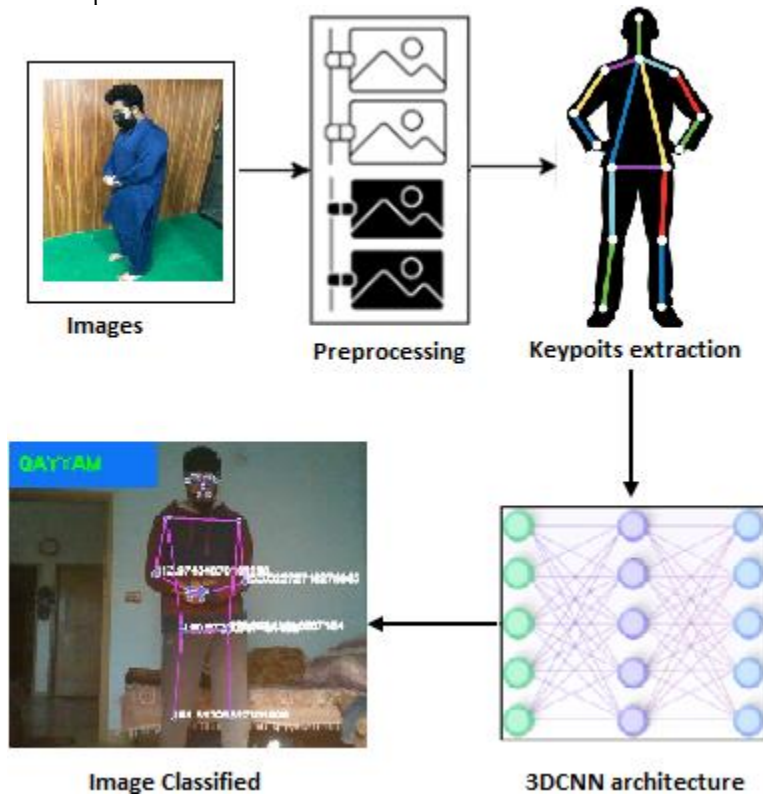 Images
Preprocessing
Keypoits extraction
QAYYAM
Image Classified
3DCNN architecture